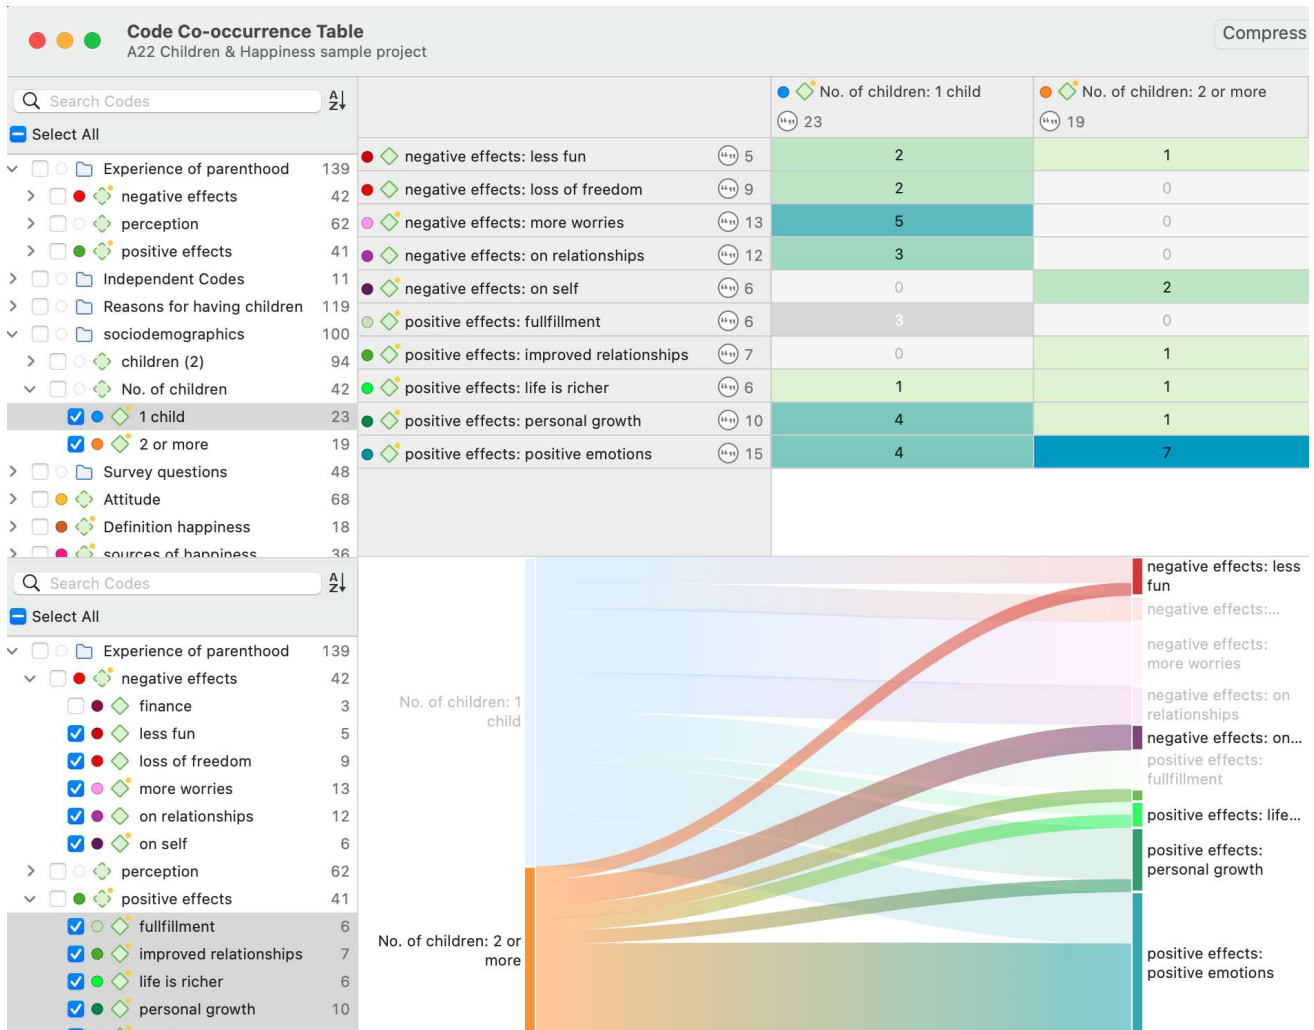 Code Co-occurrence Table
A22 Children & Happiness sample project
Compress
Search Codes
Select All
Experience of parenthood 139
negative effects 42
perception 62
positive effects 41
Independent Codes 11
Reasons for having children 119
sociodemographics 100
children (2) 94
No. of children 42
1 child 23
2 or more 19
Survey questions 48
Attitude 68
Definition happiness 18
sources of happiness 36
No. of children: 1 child
23
No. of children: 2 or more
19
negative effects: less fun 5 2 1
negative effects: loss of freedom 9 2 0
negative effects: more worries 13 5 0
negative effects: on relationships 12 3 0
negative effects: on self 6 0 2
positive effects: fullfillment 6 3 0
positive effects: improved relationships 7 0 1
positive effects: life is richer 6 1 1
positive effects: personal growth 10 4 1
positive effects: positive emotions 15 4 7
Search Codes
Select All
Experience of parenthood 139
negative effects 42
finance 3
less fun 5
loss of freedom 9
more worries 13
on relationships 12
on self 6
perception 62
positive effects 41
fullfillment 6
improved relationships 7
life is richer 6
personal growth 10
No. of children: 1
child
No. of children: 2 or
more
negative effects: less
fun
negative effects:...
negative effects:
more worries
negative effects: on
relationships
negative effects: on...
positive effects:
fullfillment
positive effects: life...
positive effects:
personal growth
positive effects:
positive emotions